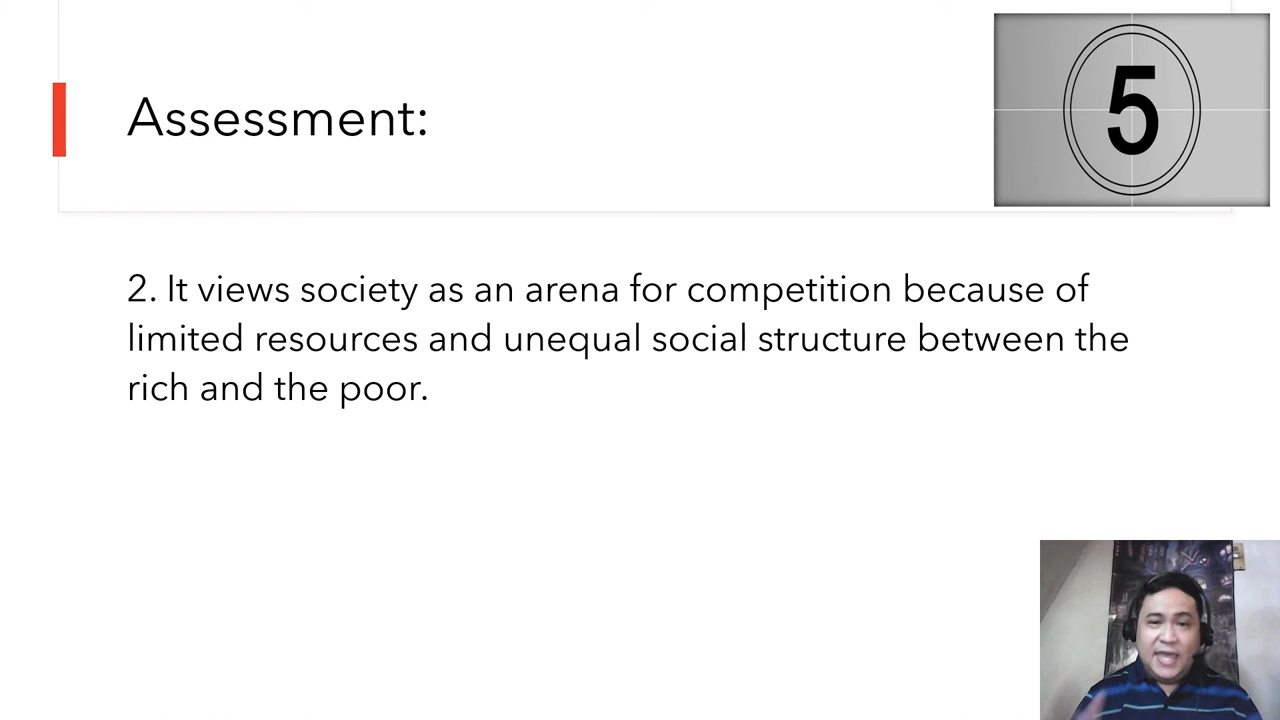 Assessment:
5
2. It views society as an arena for competition because of
limited resources and unequal social structure between the
rich and the poor.